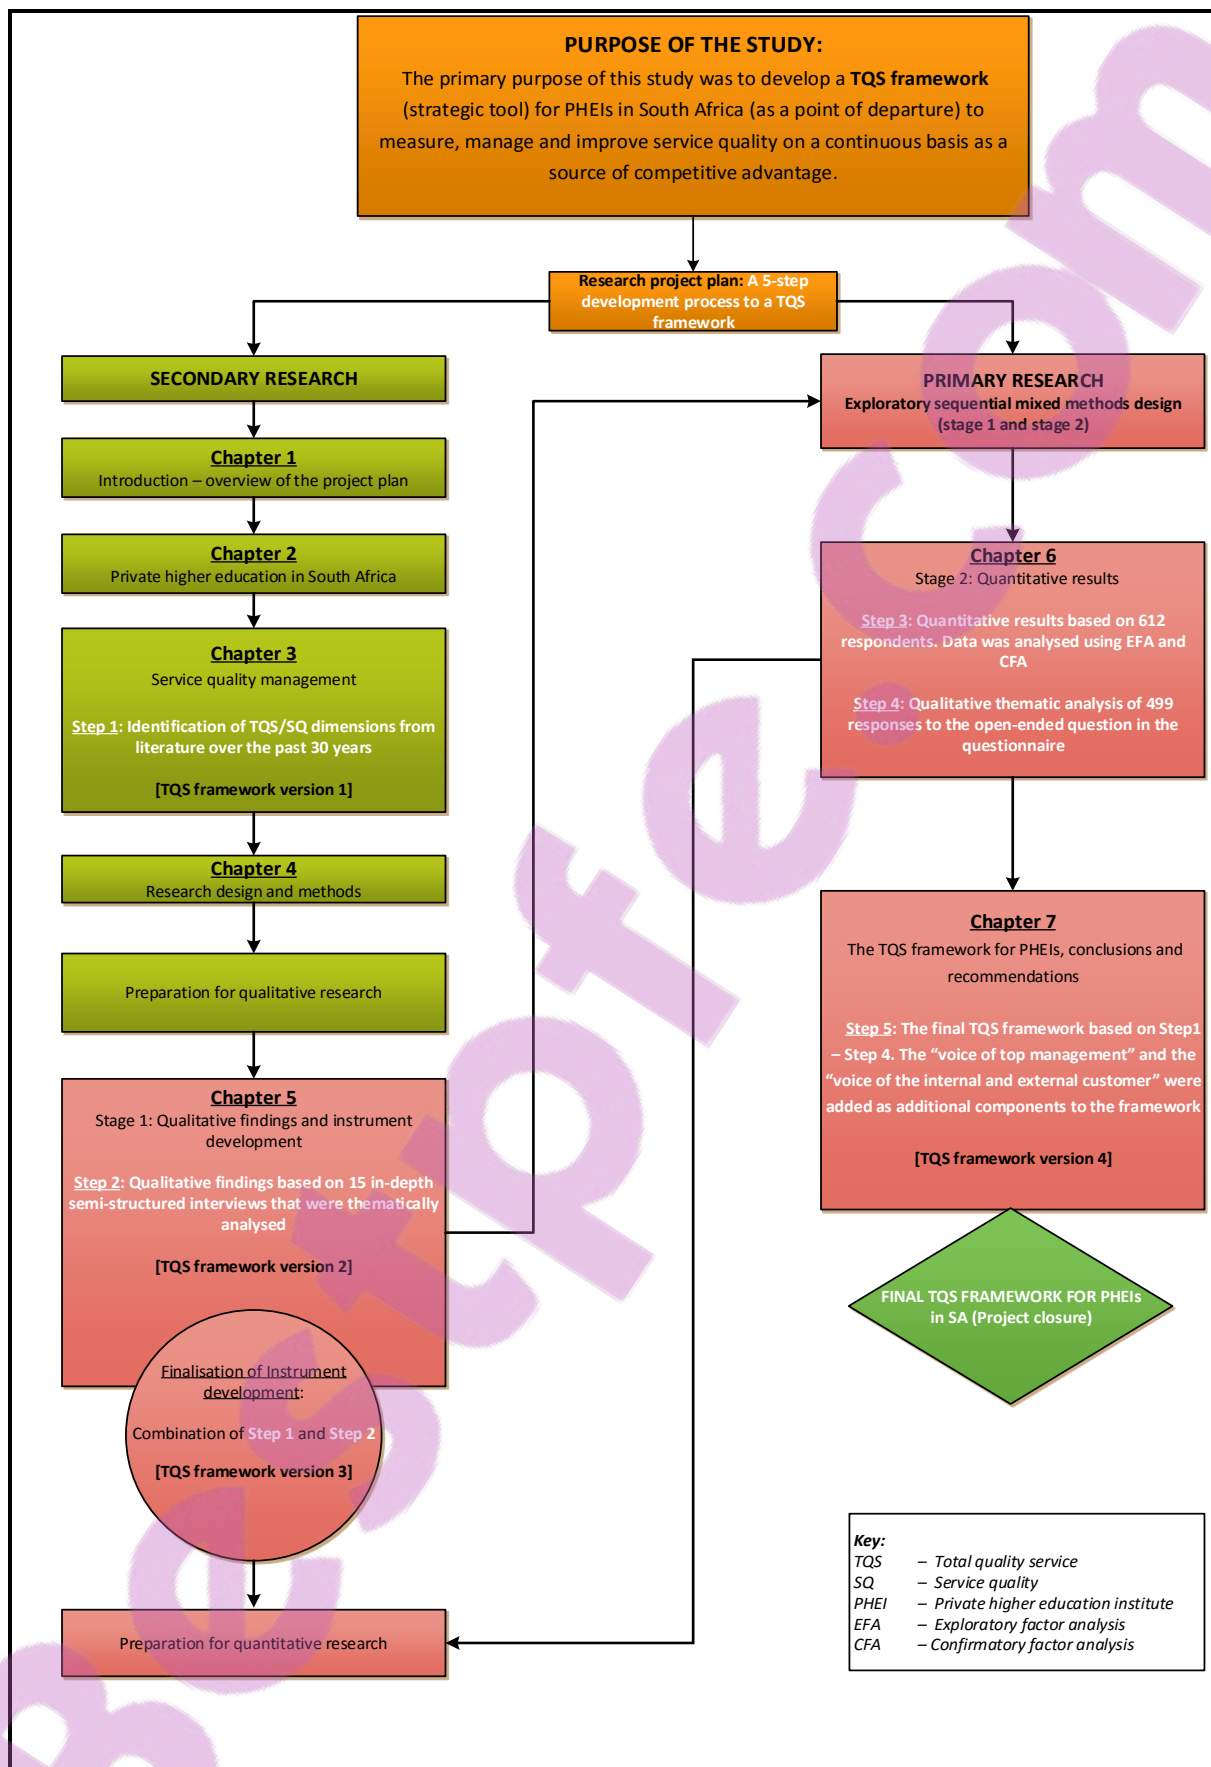 PURPOSE OF THE STUDY:
The primary purpose of this study was to develop a TQS framework
(strategic tool) for PHEIs in South Africa (as a point of departure) to
measure, manage and improve service quality on a continuous basis as a
source of competitive advantage.
Research project plan: A 5-step
development process to a TQS
framework
SECONDARY RESEARCH
Chapter 1
Introduction – overview of the project plan
Chapter 2
Private higher education in South Africa
Chapter 3
Service quality management
Step 1: Identification of TQS/SQ dimensions from
literature over the past 30 years
[TQS framework version 1]
Chapter 4
Research design and methods
Preparation for qualitative research
Chapter 5
Stage 1: Qualitative findings and instrument
development
Step 2: Qualitative findings based on 15 in-depth
semi-structured interviews that were thematically
analysed
[TQS framework version 2]
Finalisation of Instrument
development:
Combination of Step 1 and Step 2
[TQS framework version 3]
Preparation for quantitative research
PRIMARY RESEARCH
Exploratory sequential mixed methods design
(stage 1 and stage 2)
Chapter 6
Stage 2: Quantitative results
Step 3: Quantitative results based on 612
respondents. Data was analysed using EFA and
CFA
Step 4: Qualitative thematic analysis of 499
responses to the open-ended question in the
questionnaire
Chapter 7
The TQS framework for PHEIs, conclusions and
recommendations
Step 5: The final TQS framework based on Step1
– Step 4. The “voice of top management” and the
“voice of the internal and external customer” were
added as additional components to the framework
[TQS framework version 4]
FINAL TQS FRAMEWORK FOR PHEIs
in SA (Project closure)
Key:
TQS – Total quality service
SQ – Service quality
PHEI – Private higher education institute
EFA – Exploratory factor analysis
CFA – Confirmatory factor analysis
Bestpfe.com